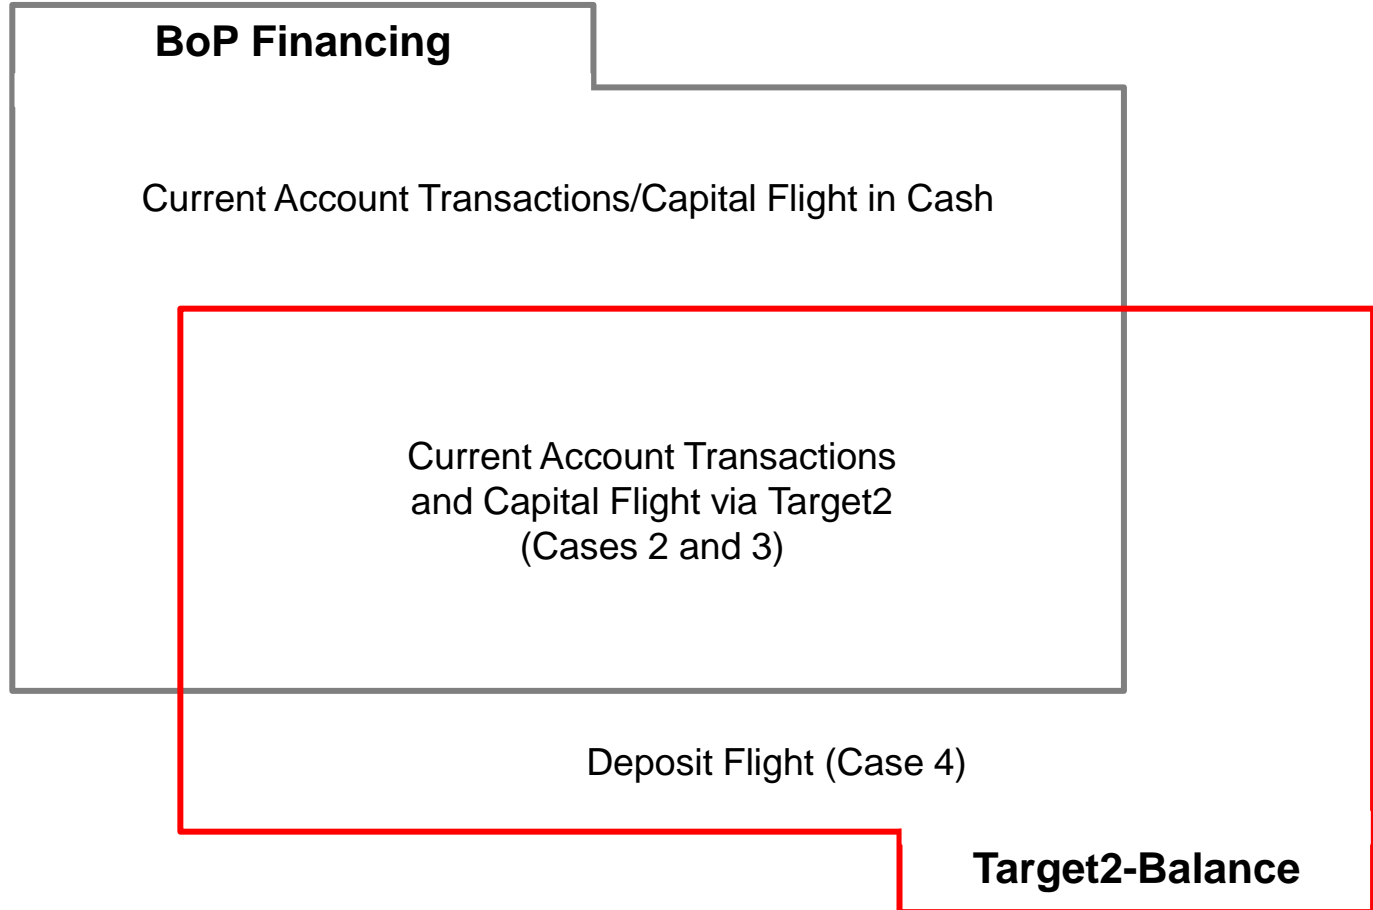 BoP Financing
Current Account Transactions/Capital Flight in Cash
Current Account Transactions
and Capital Flight via Target2
(Cases 2 and 3)
Deposit Flight (Case 4)
Target2-Balance